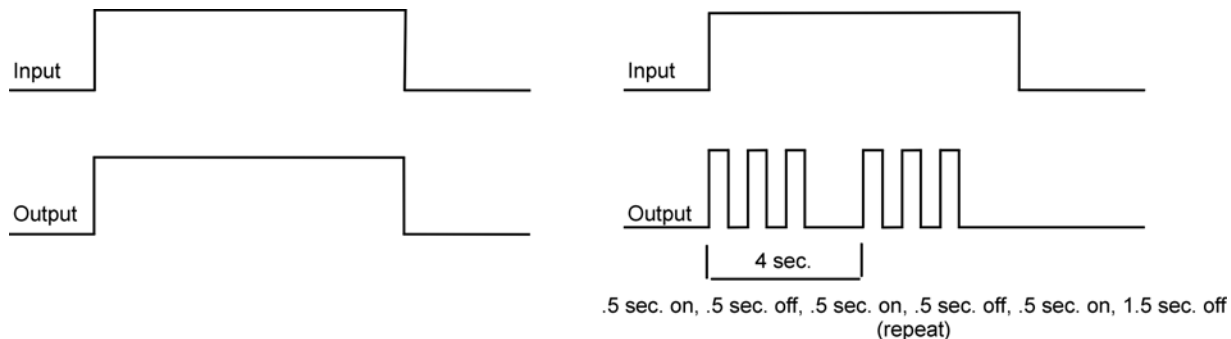 Input
Output
Input
Output
4 sec.
.5 sec. on, .5 sec. off, .5 sec. on, .5 sec. off, .5 sec. on, 1.5 sec. off
(repeat)